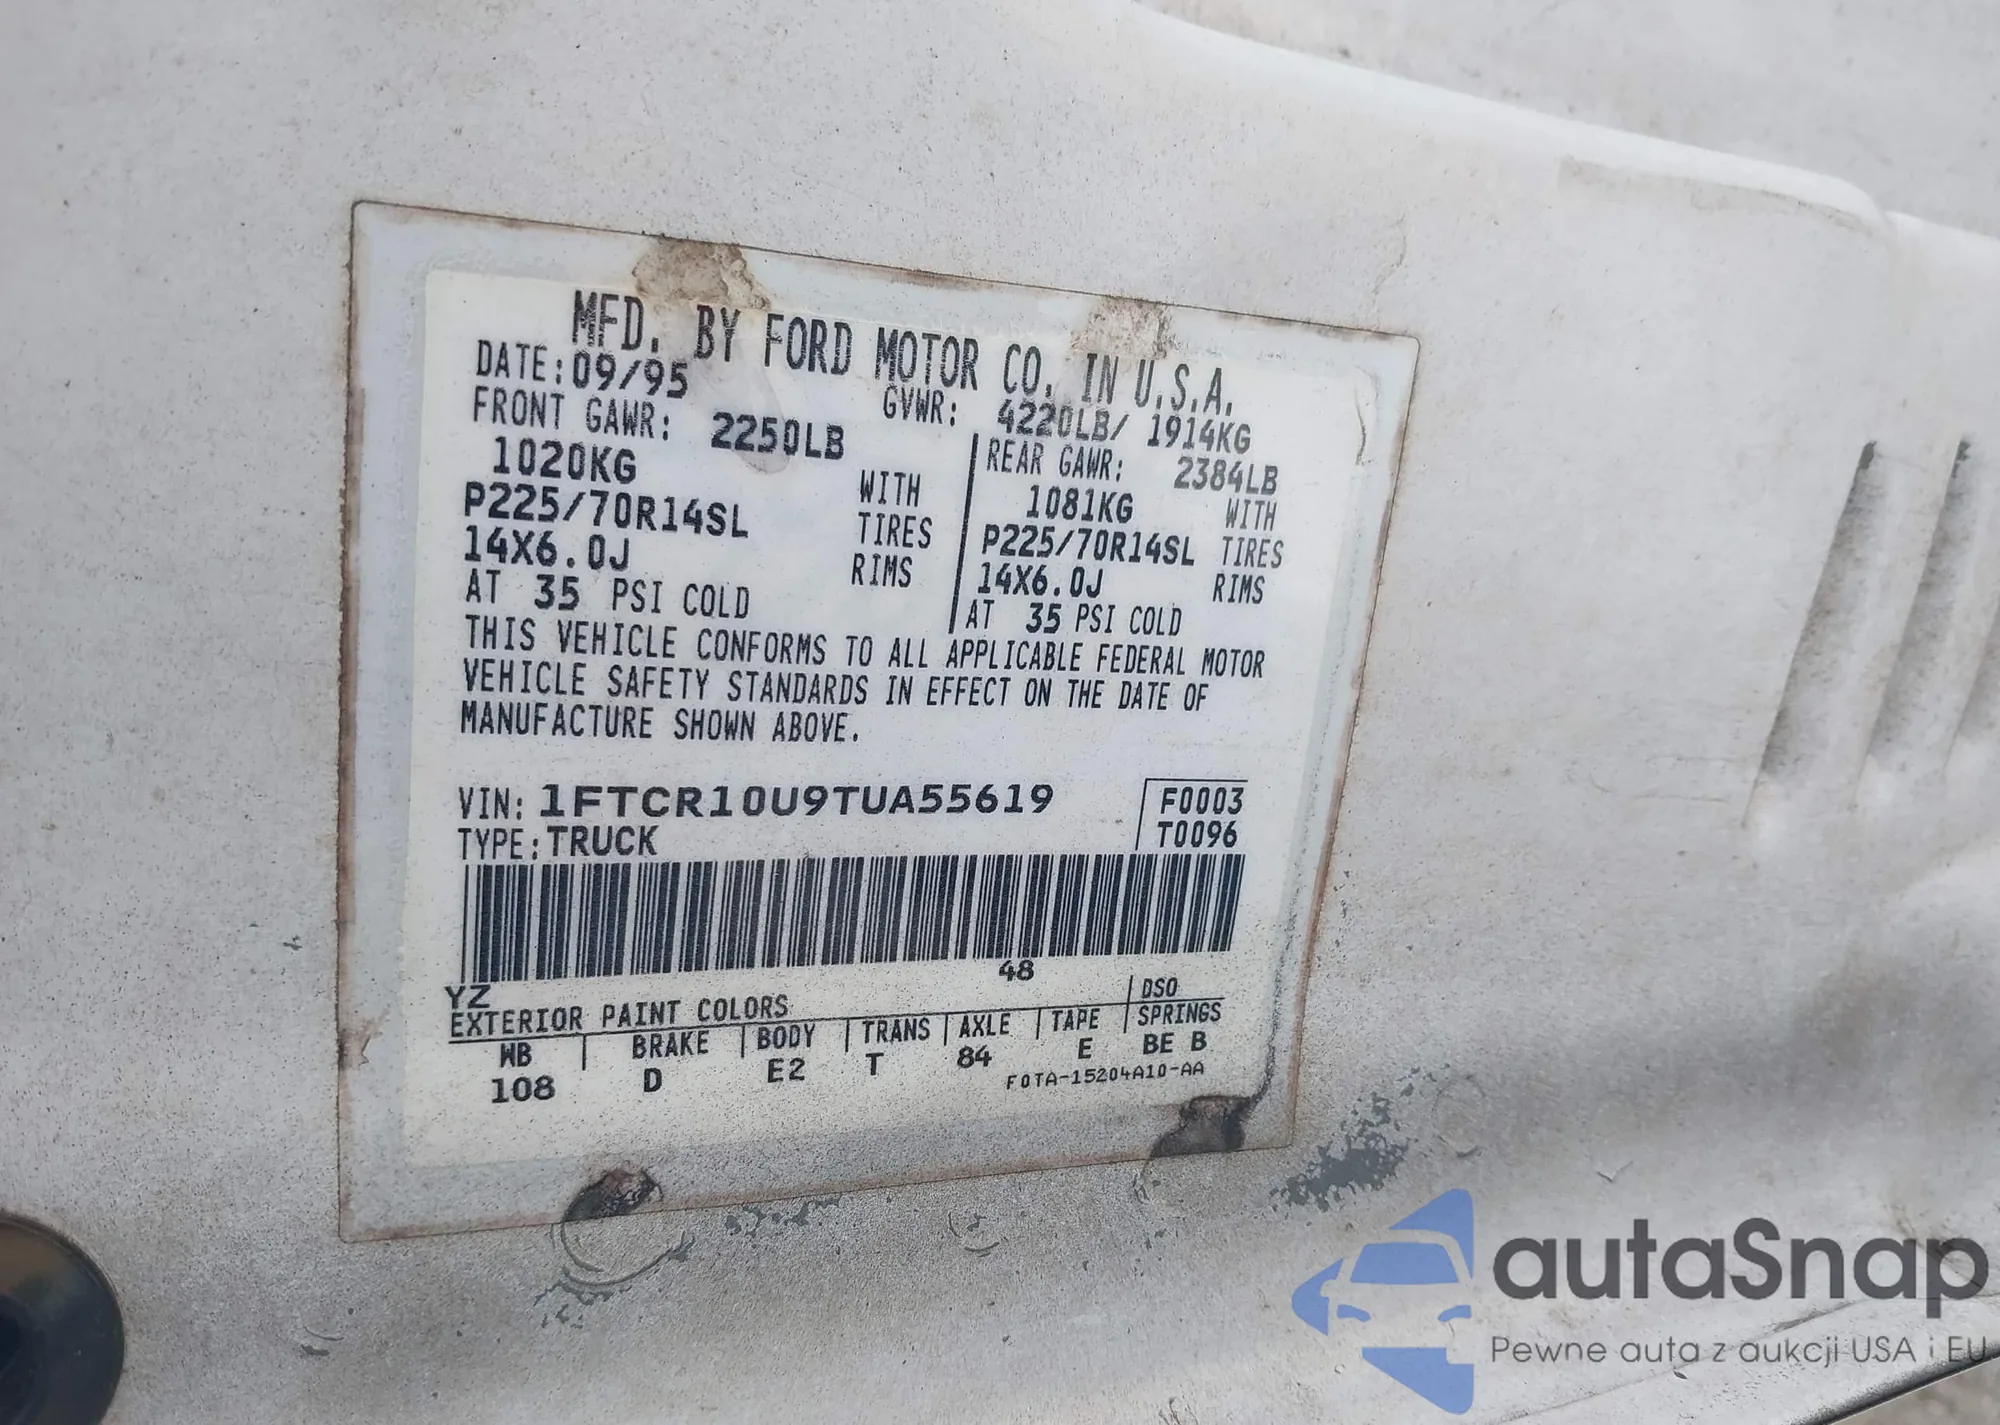 MFD. BY FORD MOTOR CO. IN U.S.A.
DATE: 09/95 GVWR: 4220LB/ 1914KG
FRONT GAWR: 2250LB REAR GAWR: 2384LB
1020KG WITH 1081KG WITH
P225/70R14SL TIRES P225/70R14SL TIRES
14X6.0J RIMS 14X6.0J RIMS
AT 35 PSI COLD AT 35 PSI COLD
THIS VEHICLE CONFORMS TO ALL APPLICABLE FEDERAL MOTOR
VEHICLE SAFETY STANDARDS IN EFFECT ON THE DATE OF
MANUFACTURE SHOWN ABOVE.
VIN: 1FTCR10U9TUA55619 F0003
TYPE: TRUCK T0096
YZ 48
EXTERIOR PAINT COLORS DSO
WB BRAKE BODY TRANS AXLE TAPE SPRINGS
108 D E2 T 84 E BE B
F0TA-15204A10-AA
autaSnap
Pewne auta z aukcji USA i EU